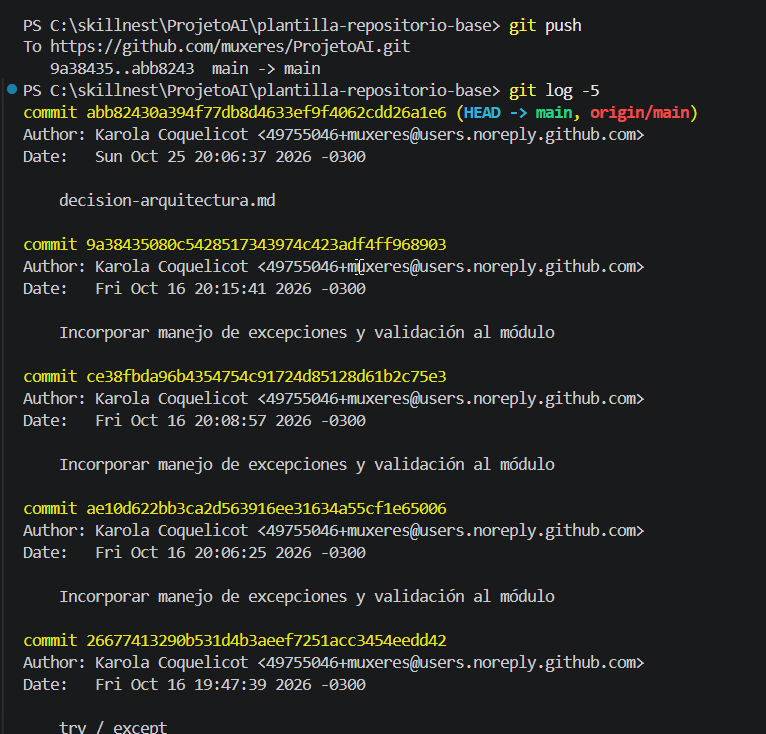 PS C:\skillnest\ProjetoAI\plantilla-repositorio-base> git push
To https://github.com/muxeres/ProjetoAI.git
   9a38435..abb8243  main -> main
PS C:\skillnest\ProjetoAI\plantilla-repositorio-base> git log -5
commit abb82430a394f77db8d4633ef9f4062cdd26a1e6 (HEAD -> main, origin/main)
Author: Karola Coquelicot <49755046+muxeres@users.noreply.github.com>
Date:   Sun Oct 25 20:06:37 2026 -0300
    decision-arquitectura.md
commit 9a38435080c5428517343974c423adf4ff968903
Author: Karola Coquelicot <49755046+muxeres@users.noreply.github.com>
Date:   Fri Oct 16 20:15:41 2026 -0300
    Incorporar manejo de excepciones y validación al módulo
commit ce38fbda96b4354754c91724d85128d61b2c75e3
Author: Karola Coquelicot <49755046+muxeres@users.noreply.github.com>
Date:   Fri Oct 16 20:08:57 2026 -0300
    Incorporar manejo de excepciones y validación al módulo
commit ae10d622bb3ca2d563916ee31634a55cf1e65006
Author: Karola Coquelicot <49755046+muxeres@users.noreply.github.com>
Date:   Fri Oct 16 20:06:25 2026 -0300
    Incorporar manejo de excepciones y validación al módulo
commit 26677413290b531d4b3aeef7251acc3454eedd42
Author: Karola Coquelicot <49755046+muxeres@users.noreply.github.com>
Date:   Fri Oct 16 19:47:39 2026 -0300
    try / except